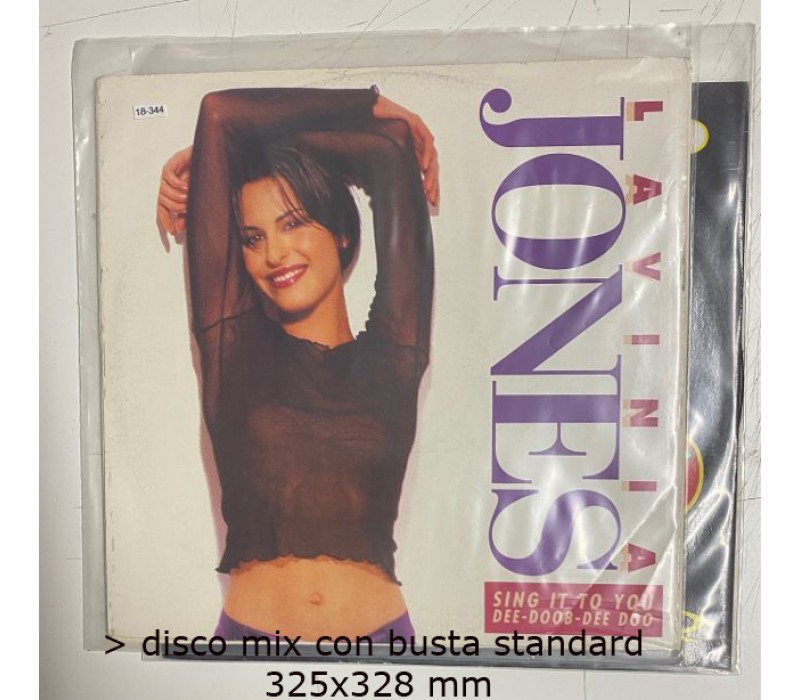 18-344
LAVINIA
JONES
SING IT TO YOU
DEE-DOOB-DEE DOO
> disco mix con busta standard
325x328 mm